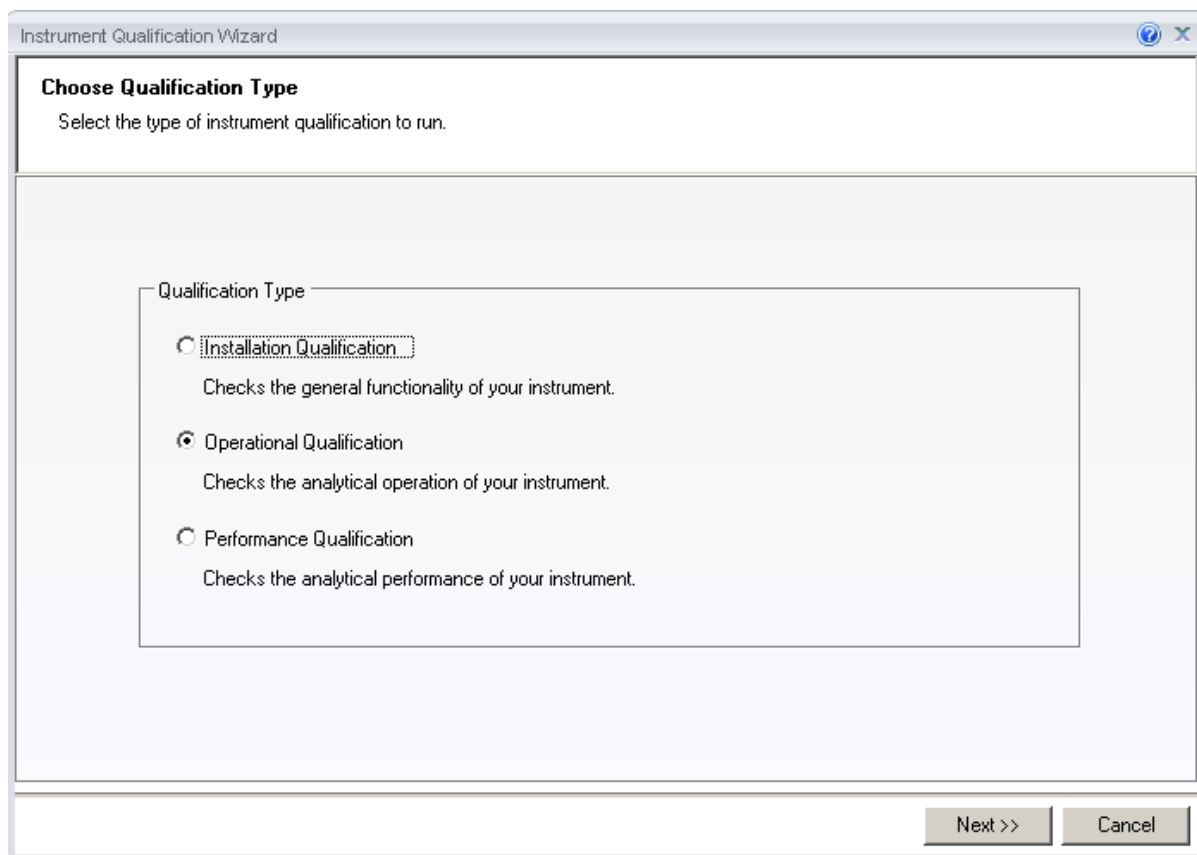 Instrument Qualification Wizard
Choose Qualification Type
Select the type of instrument qualification to run.
Qualification Type
Installation Qualification
Checks the general functionality of your instrument.
Operational Qualification
Checks the analytical operation of your instrument.
Performance Qualification
Checks the analytical performance of your instrument.
Next >>
Cancel